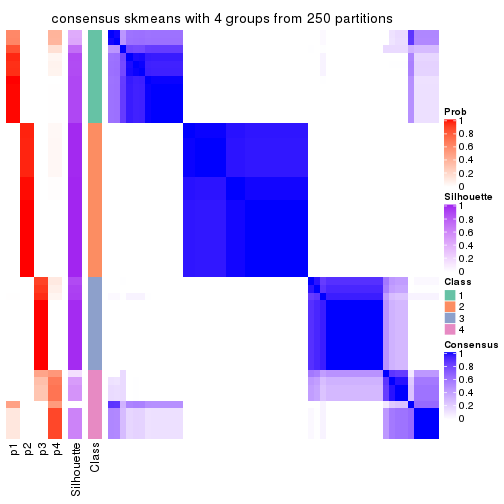 consensus skmeans with 4 groups from 250 partitions
Prob
1
0.8
0.6
0.4
0.2
0
Silhouette
1
0.8
0.6
0.4
0.2
0
Class
1
2
3
4
Consensus
1
0.8
0.6
0.4
0.2
0
p1
p2
p3
p4
Silhouette
Class